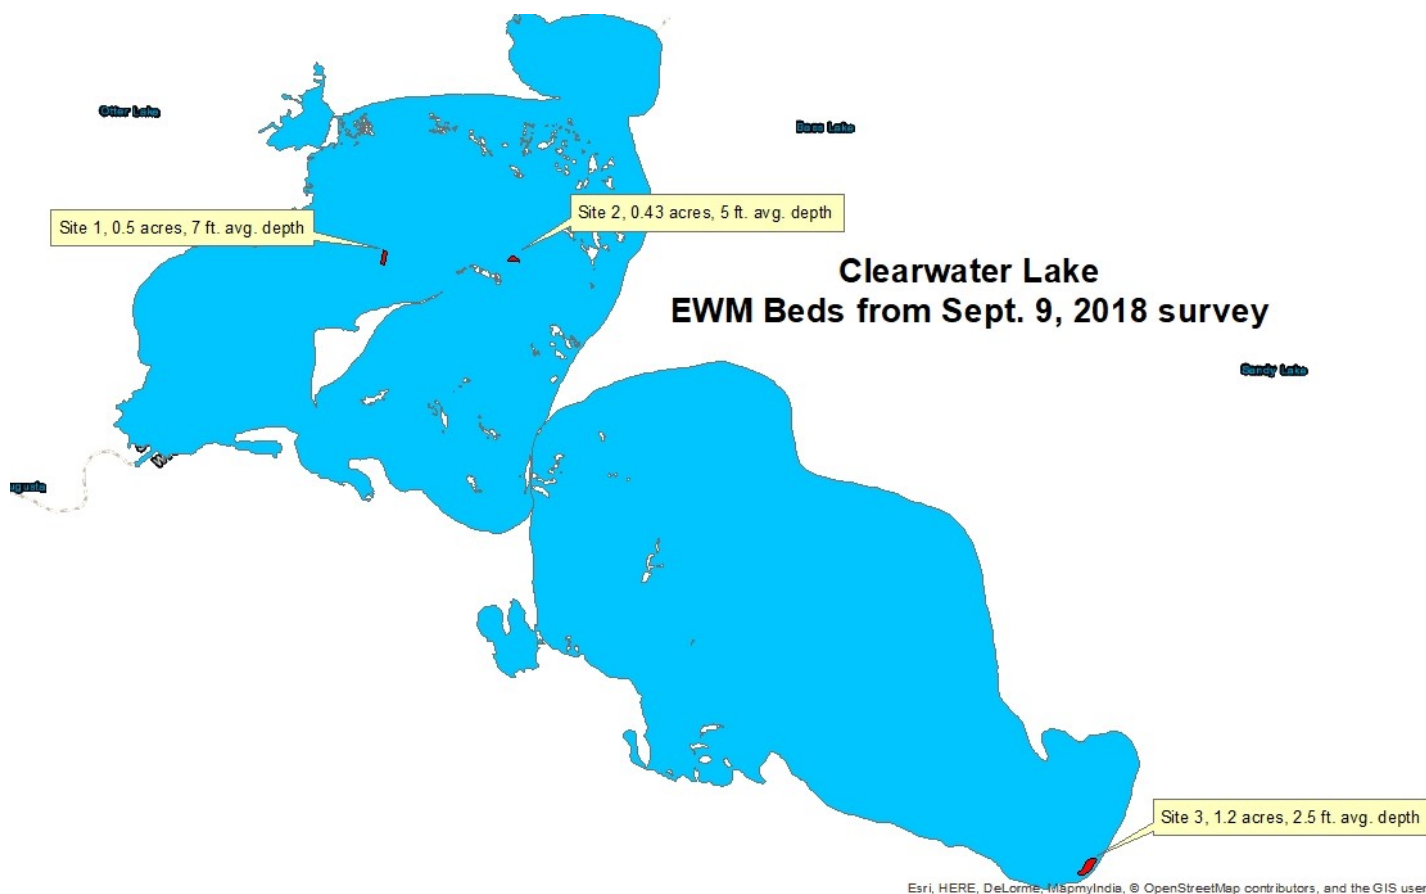 Otter Lake
Bass Lake
Site 1, 0.5 acres, 7 ft. avg. depth
Site 2, 0.43 acres, 5 ft. avg. depth
Clearwater Lake
EWM Beds from Sept. 9, 2018 survey
Sandy Lake
ugusta
Site 3, 1.2 acres, 2.5 ft. avg. depth
Esri, HERE, DeLorme, MapmyIndia, © OpenStreetMap contributors, and the GIS user